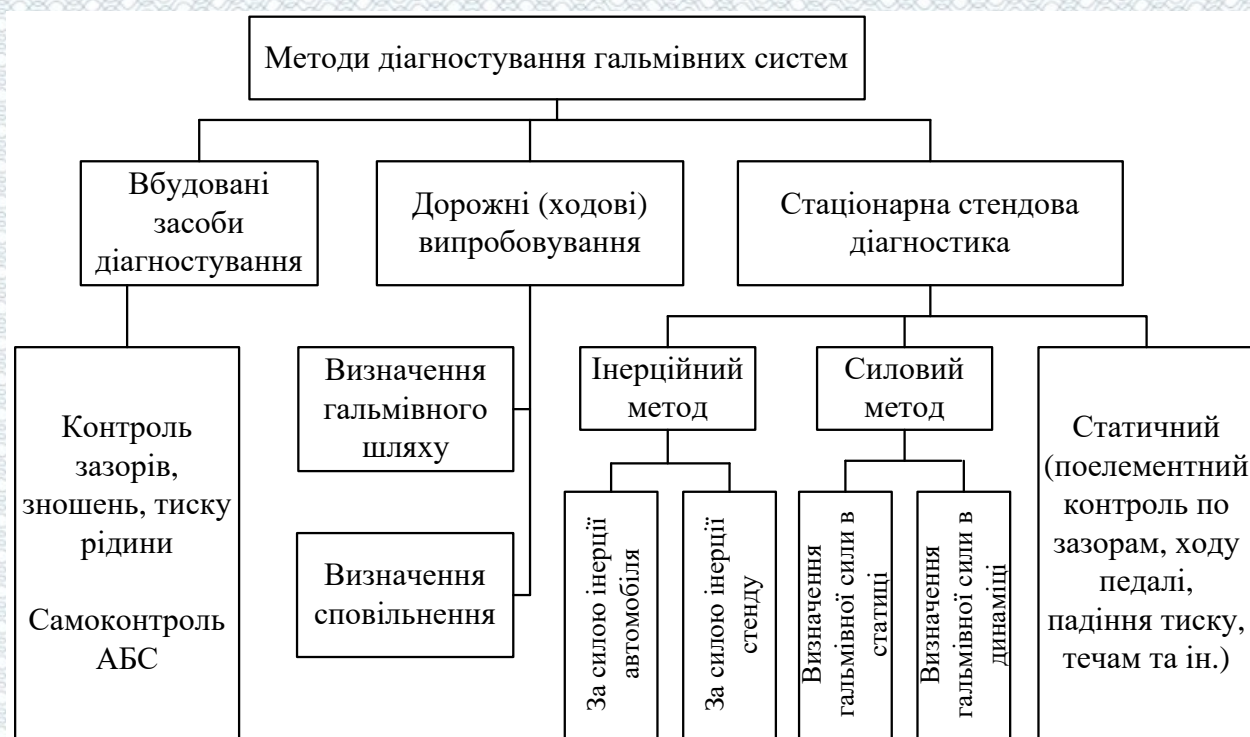 Методи діагностування гальмівних систем
Вбудовані
засоби
діагностування
Дорожні (ходові)
випробовування
Стаціонарна стендова
діагностика
Контроль
зазорів,
зношень, тиску
рідини
Самоконтроль
АБС
Визначення
гальмівного
шляху
Визначення
сповільнення
Інерційний
метод
Силовий
метод
За силою інерції
автомобіля
За силою інерції
стенду
Визначення
гальмівної сили в
статиці
Визначення
гальмівної сили в
динаміці
Статичний
(поелементний
контроль по
зазорам, ходу
педалі,
падіння тиску,
течам та ін.)